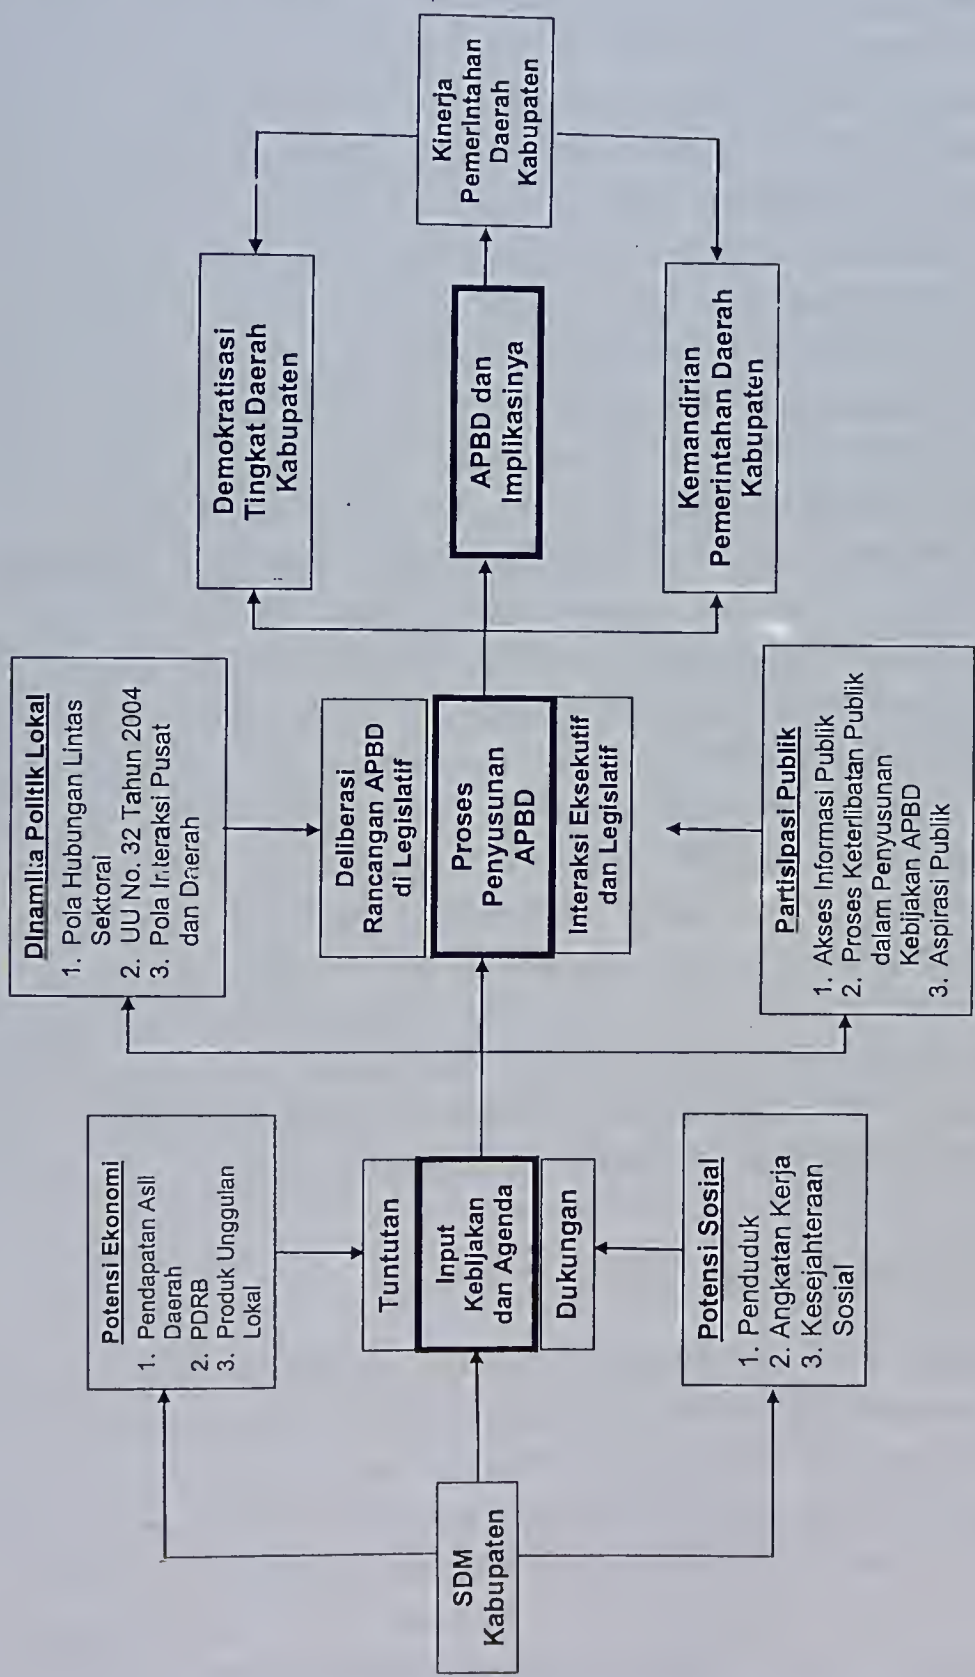 SDM
Kabupaten
Potensi Ekonomi
1. Pendapatan Asli
Daerah
2. PDRB
3. Produk Unggulan
Lokal
Tuntutan
Input
Kebijakan
dan Agenda
Dukungan
Potensi Sosial
1. Penduduk
2. Angkatan Kerja
3. Kesejahteraan
Sosial
Dinamika Politik Lokal
1. Pola Hubungan Lintas
Sektoral
2. UU No. 32 Tahun 2004
3. Pola Interaksi Pusat
dan Daerah
Deliberasi
Rancangan APBD
di Legislatif
Proses
Penyusunan
APBD
Interaksi Eksekutif
dan Legislatif
Partisipasi Publik
1. Akses Informasi Publik
2. Proses Keterlibatan Publik
dalam Penyusunan
Kebijakan APBD
3. Aspirasi Publik
Demokratisasi
Tingkat Daerah
Kabupaten
APBD dan
Implikasinya
Kemandirian
Pemerintahan Daerah
Kabupaten
Kinerja
Pemerintahan
Daerah
Kabupaten